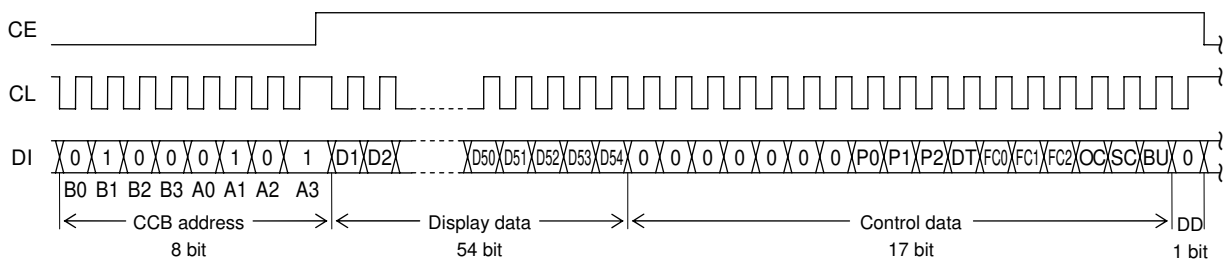 CE
CL
DI 0 1 0 0 0 1 0 1 D1 D2 D50 D51 D52 D53 D54 0 0 0 0 0 0 0 P0 P1 P2 DT FC0 FC1 FC2 OC SC BU 0
B0 B1 B2 B3 A0 A1 A2 A3
CCB address Display data Control data DD
8 bit 54 bit 17 bit 1 bit